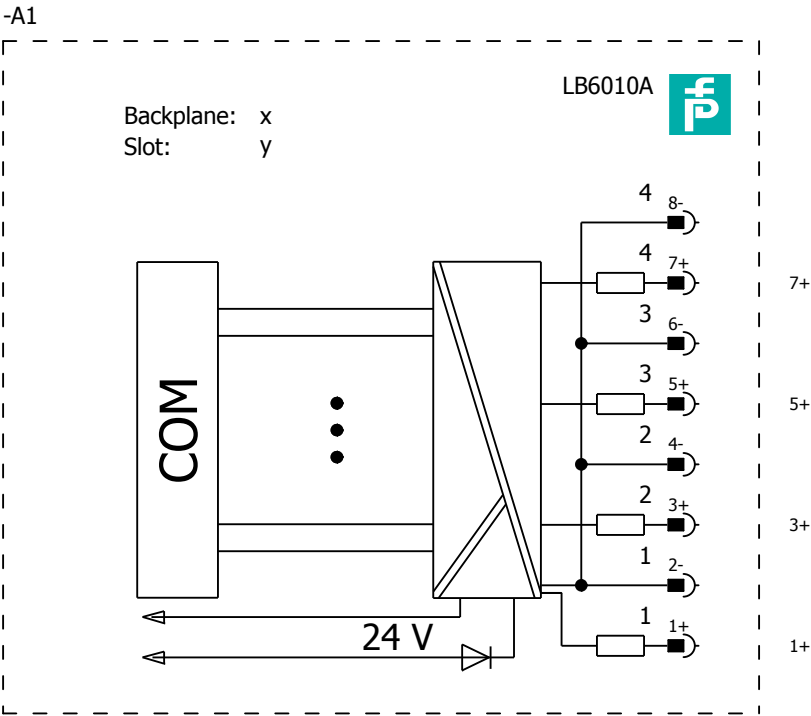 -A1
LB6010A
Backplane: x
Slot: y
4 8-
4 7+ 7+
3 6-
3 5+ 5+
2 4-
2 3+ 3+
1 2-
1 1+ 1+
COM
24 V